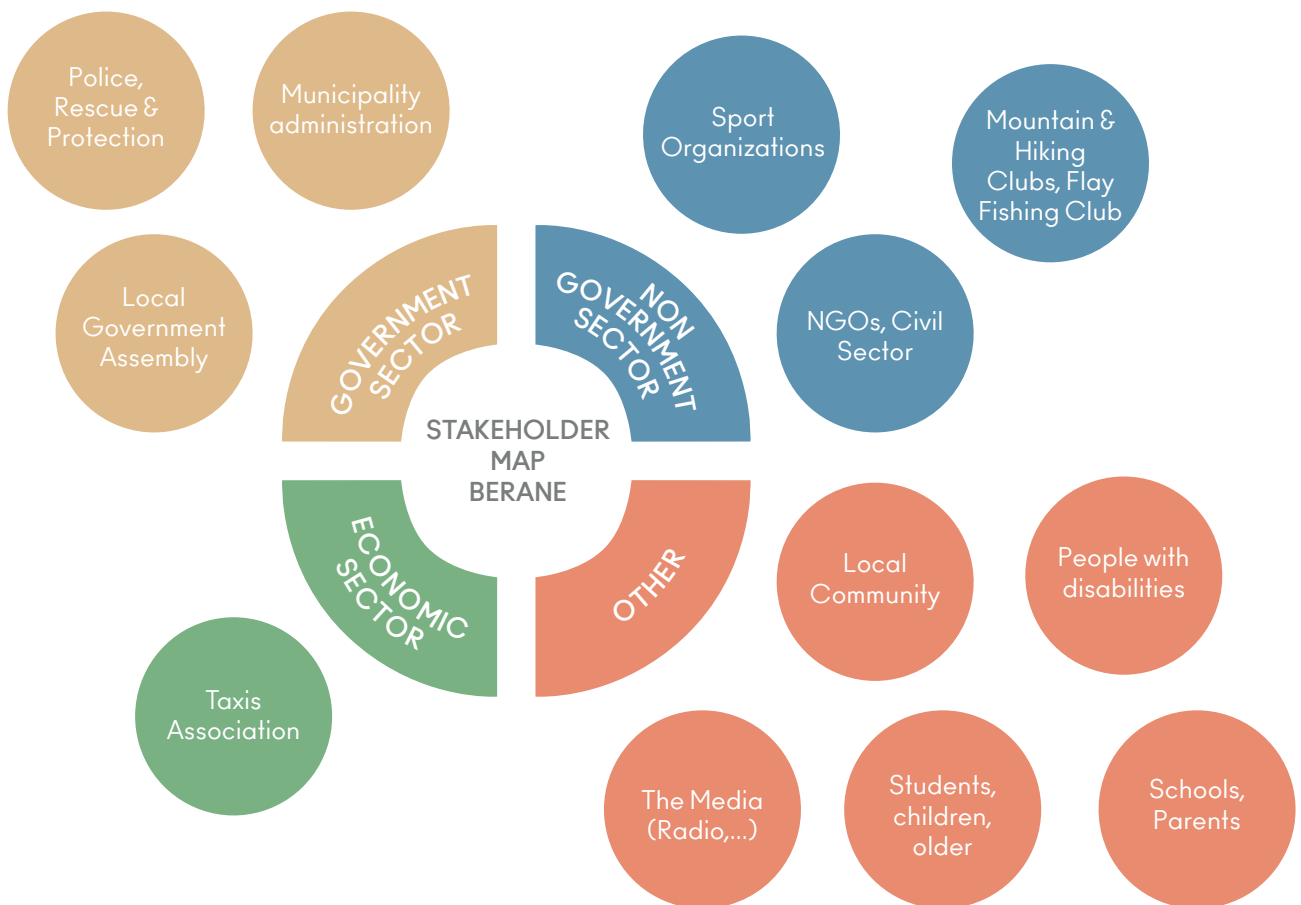 Police,
Rescue &
Protection
Municipality
administration
Local
Government
Assembly
GOVERNMENT
SECTOR
Sport
Organizations
Mountain &
Hiking
Clubs, Flay
Fishing Club
NGOs, Civil
Sector
NON
GOVERNMENT
SECTOR
STAKEHOLDER
MAP
BERANE
ECONOMIC
SECTOR
Taxis
Association
OTHER
Local
Community
People with
disabilities
The Media
(Radio,...)
Students,
children,
older
Schools,
Parents